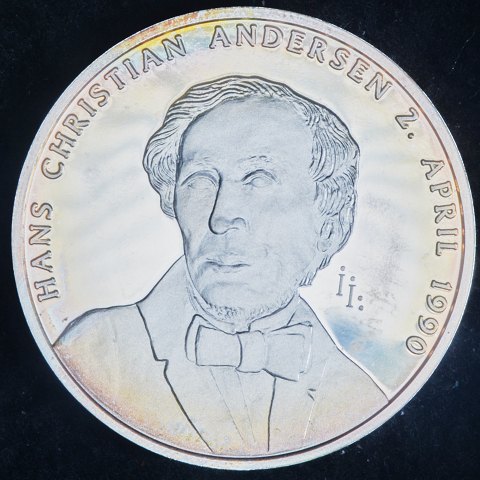 HANS CHRISTIAN ANDERSEN 2. APRIL 1990
ij: